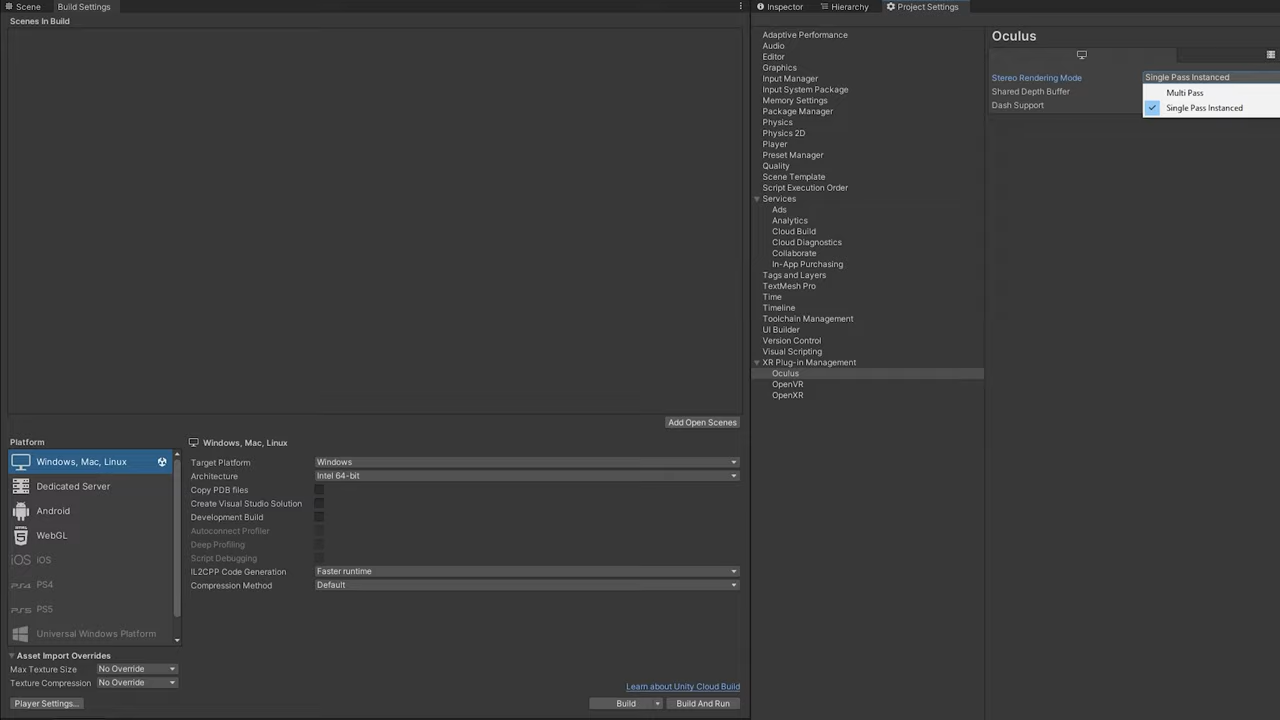 Scene
Build Settings
Scenes In Build
Add Open Scenes
Platform
Windows, Mac, Linux
Dedicated Server
Android
WebGL
iOS iOS
PS4 PS4
PS5 PS5
Universal Windows Platform
Windows, Mac, Linux
Target Platform Windows
Architecture Intel 64-bit
Copy PDB files
Create Visual Studio Solution
Development Build
Autoconnect Profiler
Deep Profiling
Script Debugging
IL2CPP Code Generation Faster runtime
Compression Method Default
Asset Import Overrides
Max Texture Size No Override
Texture Compression No Override
Learn about Unity Cloud Build
Player Settings...
Build
Build And Run
Inspector
Hierarchy
Project Settings
Adaptive Performance
Audio
Editor
Graphics
Input Manager
Input System Package
Memory Settings
Package Manager
Physics
Physics 2D
Player
Preset Manager
Quality
Scene Template
Script Execution Order
Services
Ads
Analytics
Cloud Build
Cloud Diagnostics
Collaborate
In-App Purchasing
Tags and Layers
TextMesh Pro
Time
Timeline
Toolchain Management
UI Builder
Version Control
Visual Scripting
XR Plug-in Management
Oculus
OpenVR
OpenXR
Oculus
Stereo Rendering Mode Single Pass Instanced
Shared Depth Buffer
Dash Support
Multi Pass
Single Pass Instanced